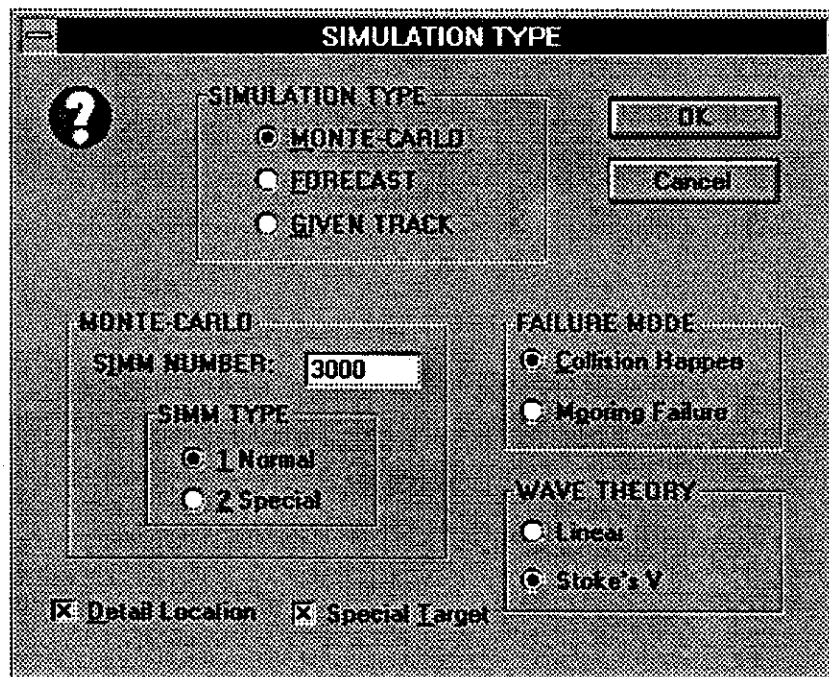 SIMULATION TYPE
?
SIMULATION TYPE
MONTE-CARLO
FORECAST
GIVEN TRACK
OK
Cancel
MONTE-CARLO
SIMM NUMBER: 3000
SIMM TYPE
1 Normal
2 Special
FAILURE MODE
Collision Happen
Mooring Failure
WAVE THEORY
Linear
Stoke's V
Detail Location
Special Target